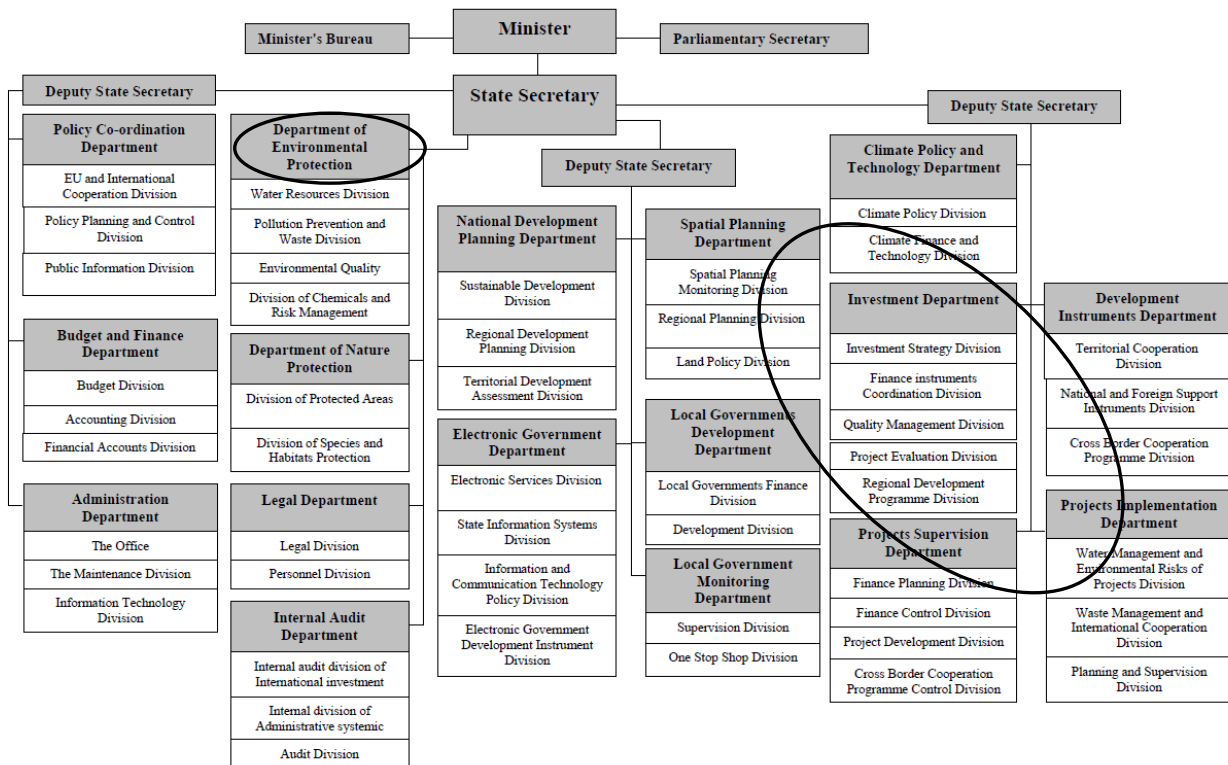 Minister
Minister's Bureau
Parliamentary Secretary
State Secretary
Deputy State Secretary
Policy Co-ordination
Department
EU and International
Cooperation Division
Policy Planning and Control
Division
Public Information Division
Budget and Finance
Department
Budget Division
Accounting Division
Financial Accounts Division
Administration
Department
The Office
The Maintenance Division
Information Technology
Division
Department of
Environmental
Protection
Water Resources Division
Pollution Prevention and
Waste Division
Environmental Quality
Division of Chemicals and
Risk Management
Department of Nature
Protection
Division of Protected Areas
Division of Species and
Habitats Protection
Legal Department
Legal Division
Personnel Division
Internal Audit
Department
Internal audit division of
International investment
Internal division of
Administrative systemic
Audit Division
Deputy State Secretary
National Development
Planning Department
Sustainable Development
Division
Regional Development
Planning Division
Territorial Development
Assessment Division
Electronic Government
Department
Electronic Services Division
State Information Systems
Division
Information and
Communication Technology
Policy Division
Electronic Government
Development Instrument
Division
Spatial Planning
Department
Spatial Planning
Monitoring Division
Regional Planning Division
Land Policy Division
Local Governments
Development
Department
Local Governments Finance
Division
Development Division
Local Government
Monitoring
Department
Supervision Division
One Stop Shop Division
Deputy State Secretary
Climate Policy and
Technology Department
Climate Policy Division
Climate Finance and
Technology Division
Investment Department
Investment Strategy Division
Finance instruments
Coordination Division
Quality Management Division
Project Evaluation Division
Regional Development
Programme Division
Projects Supervision
Department
Finance Planning Division
Finance Control Division
Project Development Division
Cross Border Cooperation
Programme Control Division
Development
Instruments Department
Territorial Cooperation
Division
National and Foreign Support
Instruments Division
Cross Border Cooperation
Programme Division
Projects Implementation
Department
Water Management and
Environmental Risks of
Projects Division
Waste Management and
International Cooperation
Division
Planning and Supervision
Division